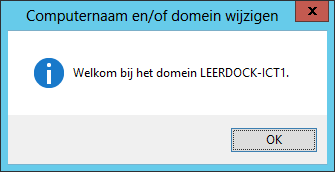 Computernaam en/of domein wijzigen
x
Welkom bij het domein LEERDOCK-ICT1.
OK